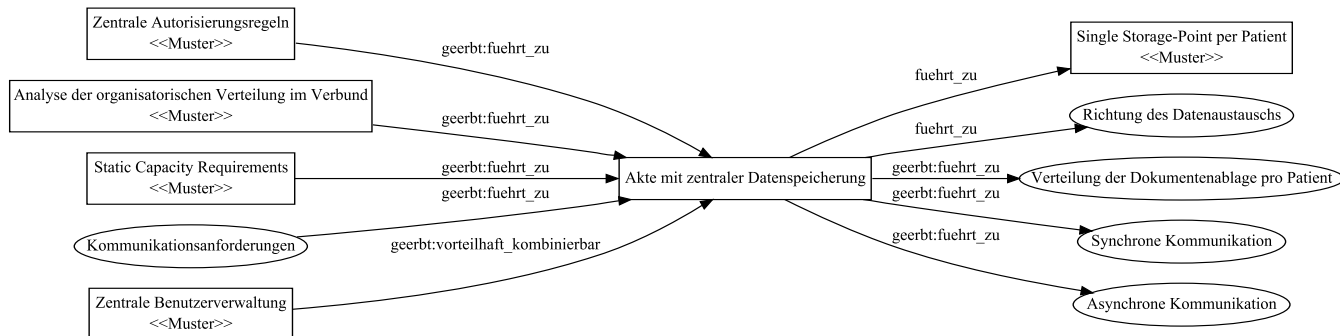 Zentrale Autorisierungsregeln
<<Muster>>
geerbt:fuehrt_zu
Analyse der organisatorischen Verteilung im Verbund
<<Muster>>
geerbt:fuehrt_zu
Static Capacity Requirements
<<Muster>>
geerbt:fuehrt_zu
Kommunikationsanforderungen
geerbt:fuehrt_zu
Zentrale Benutzerverwaltung
<<Muster>>
geerbt:vorteilhaft_kombinierbar
Akte mit zentraler Datenspeicherung
fuehrt_zu
Single Storage-Point per Patient
<<Muster>>
fuehrt_zu
Richtung des Datenaustauschs
geerbt:fuehrt_zu
Verteilung der Dokumentenablage pro Patient
geerbt:fuehrt_zu
Synchrone Kommunikation
geerbt:fuehrt_zu
Asynchrone Kommunikation